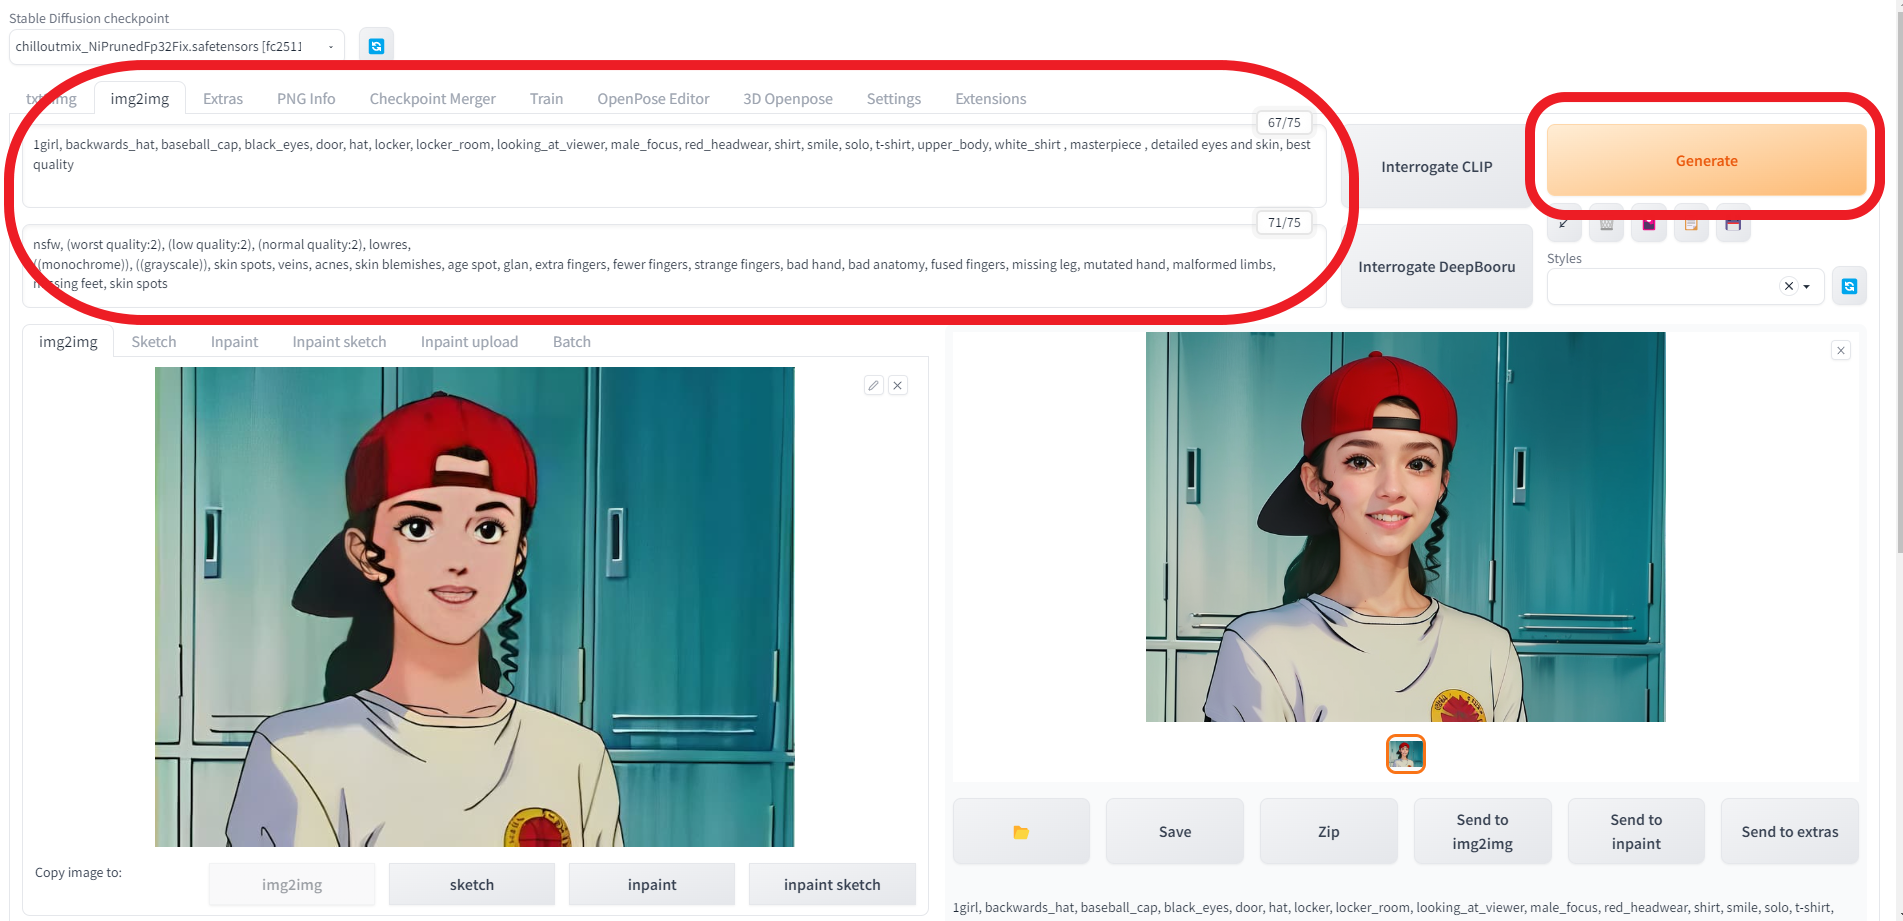 Stable Diffusion checkpoint
chilloutmix_NiPrunedFp32Fix.safetensors [fc2511
img2img Extras PNG Info Checkpoint Merger Train OpenPose Editor 3D Openpose Settings Extensions
67/75
1girl, backwards_hat, baseball_cap, black_eyes, door, hat, locker, locker_room, looking_at_viewer, male_focus, red_headwear, shirt, smile, solo, t-shirt, upper_body, white_shirt , masterpiece , detailed eyes and skin, best
quality
Interrogate CLIP
Generate
71/75
nsfw, (worst quality:2), (low quality:2), (normal quality:2), lowres,
((monochrome)), ((grayscale)), skin spots, veins, acnes, skin blemishes, age spot, glan, extra fingers, fewer fingers, strange fingers, bad hand, bad anatomy, fused fingers, missing leg, mutated hand, malformed limbs,
feet, skin spots
Interrogate DeepBooru
Styles
img2img Sketch Inpaint Inpaint sketch Inpaint upload Batch
Copy image to:
img2img
sketch
inpaint
inpaint sketch
Save
Zip
Send to
img2img
Send to
inpaint
Send to extras
1girl, backwards_hat, baseball_cap, black_eyes, door, hat, locker, locker_room, looking_at_viewer, male_focus, red_headwear, shirt, smile, solo, t-shirt,